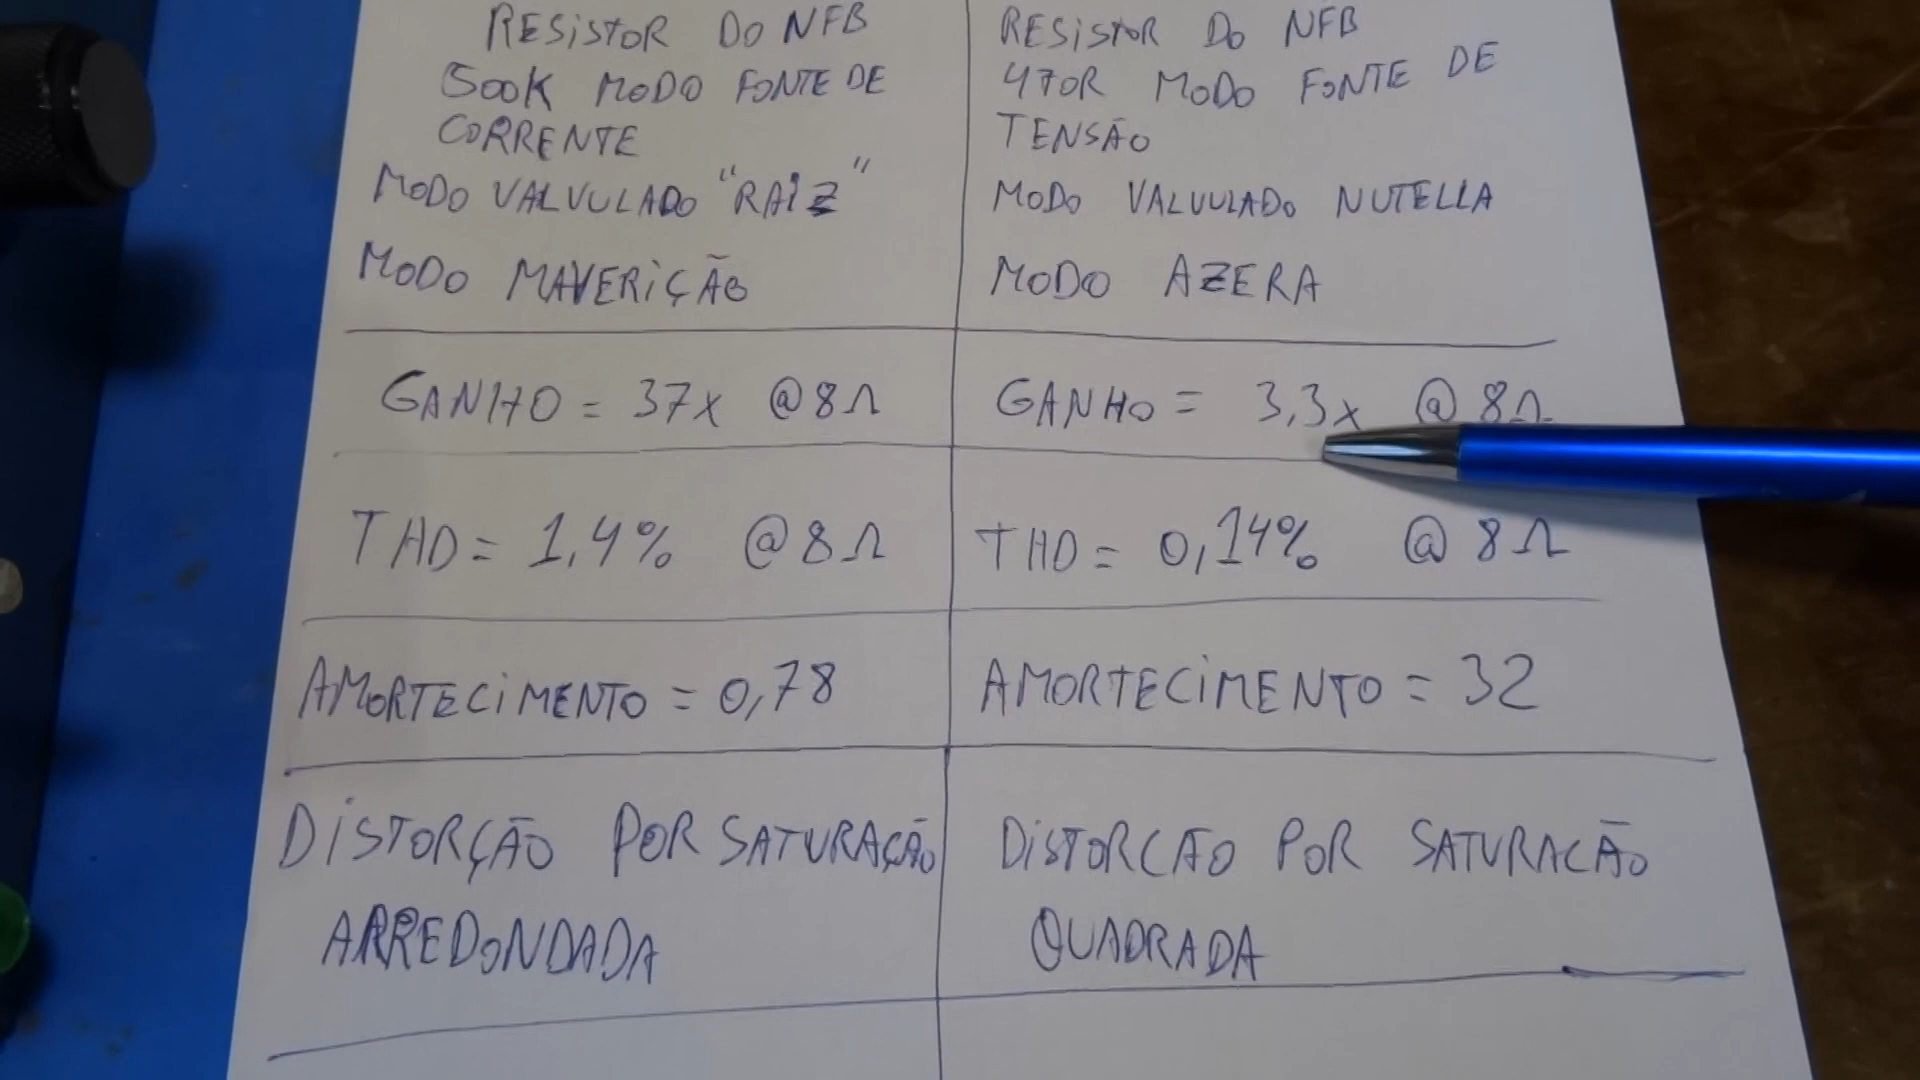 RESiSTOR DO NFB
500K MODO FONTE DE
CORRENTE
MODO VALVULADO "RAiZ"
MODO MAVERiÇÃO
GANHO = 37x @8Ω
THD = 1,4% @8Ω
AMORTECiMENTO = 0,78
DiSTORÇÃO POR SATURAÇÃO
ARREDONDADA
RESiSTOR DO NFB
470R MODO FONTE DE
TENSÃO
MODO VALVULADO NUTELLA
MODO AZERA
GANHO = 3,3x @ 8Ω
THD = 0,14% @ 8Ω
AMORTECiMENTO = 32
DiSTORCÃO POR SATURACÃO
QUADRADA